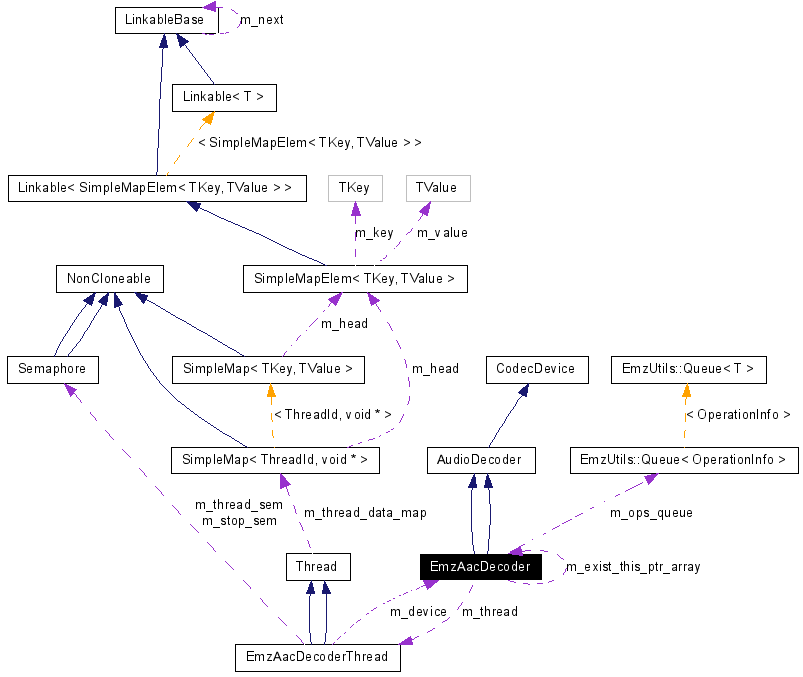 LinkableBase
m_next
Linkable< T >
< SimpleMapElem< TKey, TValue > >
Linkable< SimpleMapElem< TKey, TValue > >
TKey
TValue
m_key
m_value
NonCloneable
SimpleMapElem< TKey, TValue >
m_head
Semaphore
SimpleMap< TKey, TValue >
m_head
CodecDevice
EmzUtils::Queue< T >
< ThreadId, void * >
< OperationInfo >
SimpleMap< ThreadId, void * >
AudioDecoder
EmzUtils::Queue< OperationInfo >
m_thread_sem
m_stop_sem
m_thread_data_map
m_ops_queue
Thread
EmzAacDecoder
m_exist_this_ptr_array
m_device
m_thread
EmzAacDecoderThread